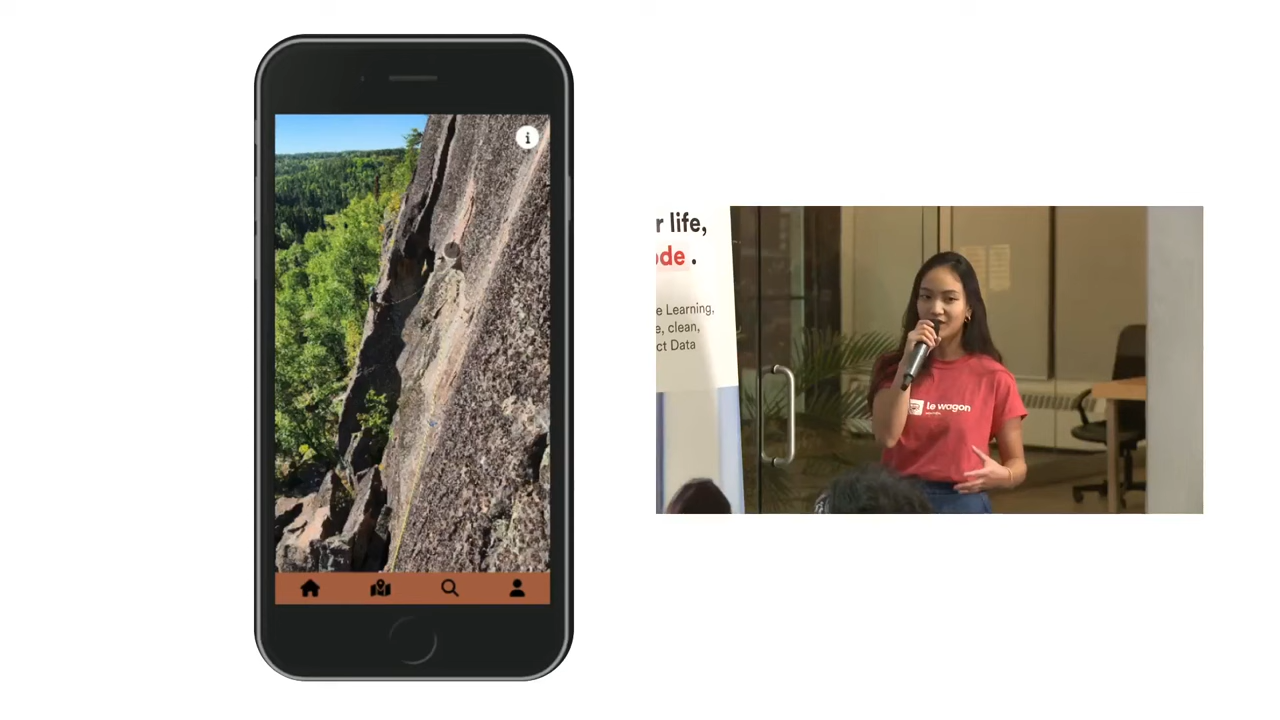 i
r life,
ode.
e Learning,
e, clean,
ct Data
le wagon